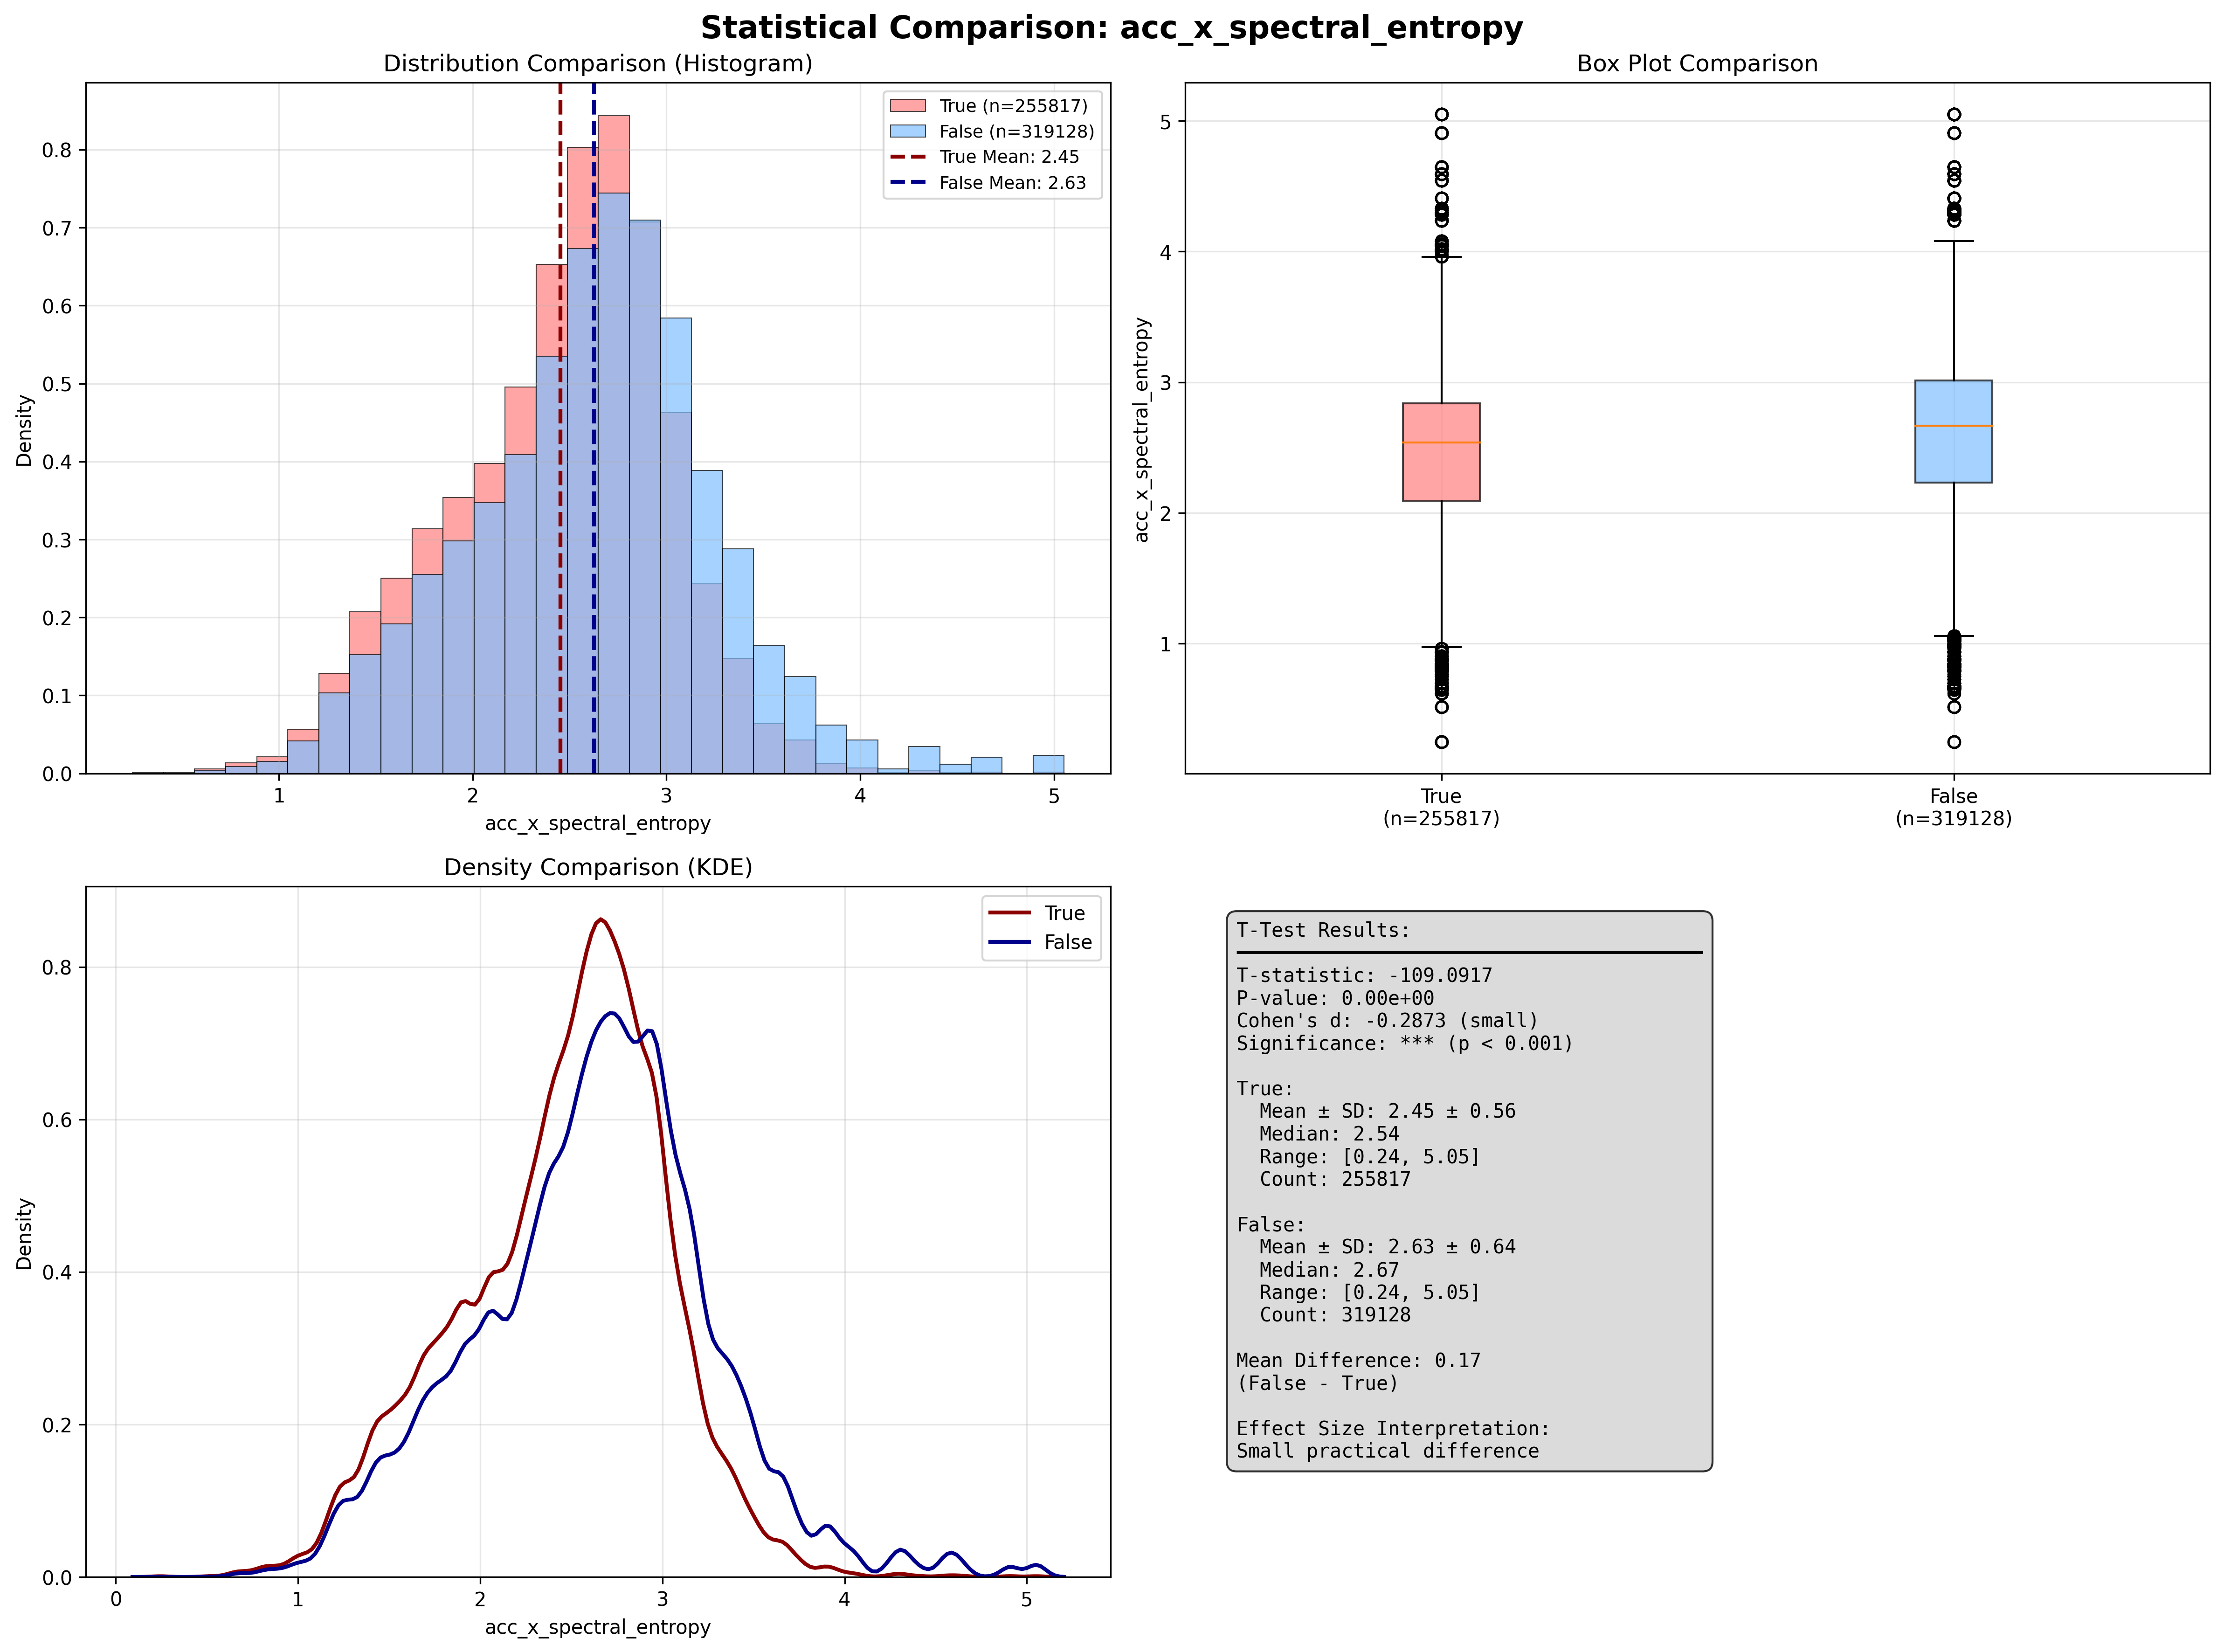 Statistical Comparison: acc_x_spectral_entropy
Distribution Comparison (Histogram)
True (n=255817)
False (n=319128)
True Mean: 2.45
False Mean: 2.63
Density
0.8
0.7
0.6
0.5
0.4
0.3
0.2
0.1
0.0
1 2 3 4 5
acc_x_spectral_entropy
Box Plot Comparison
acc_x_spectral_entropy
5
4
3
2
1
True
(n=255817)
False
(n=319128)
Density Comparison (KDE)
True
False
Density
0.8
0.6
0.4
0.2
0.0
0 1 2 3 4 5
acc_x_spectral_entropy
T-Test Results:
T-statistic: -109.0917
P-value: 0.00e+00
Cohen's d: -0.2873 (small)
Significance: *** (p < 0.001)
True:
Mean ± SD: 2.45 ± 0.56
Median: 2.54
Range: [0.24, 5.05]
Count: 255817
False:
Mean ± SD: 2.63 ± 0.64
Median: 2.67
Range: [0.24, 5.05]
Count: 319128
Mean Difference: 0.17
(False - True)
Effect Size Interpretation:
Small practical difference